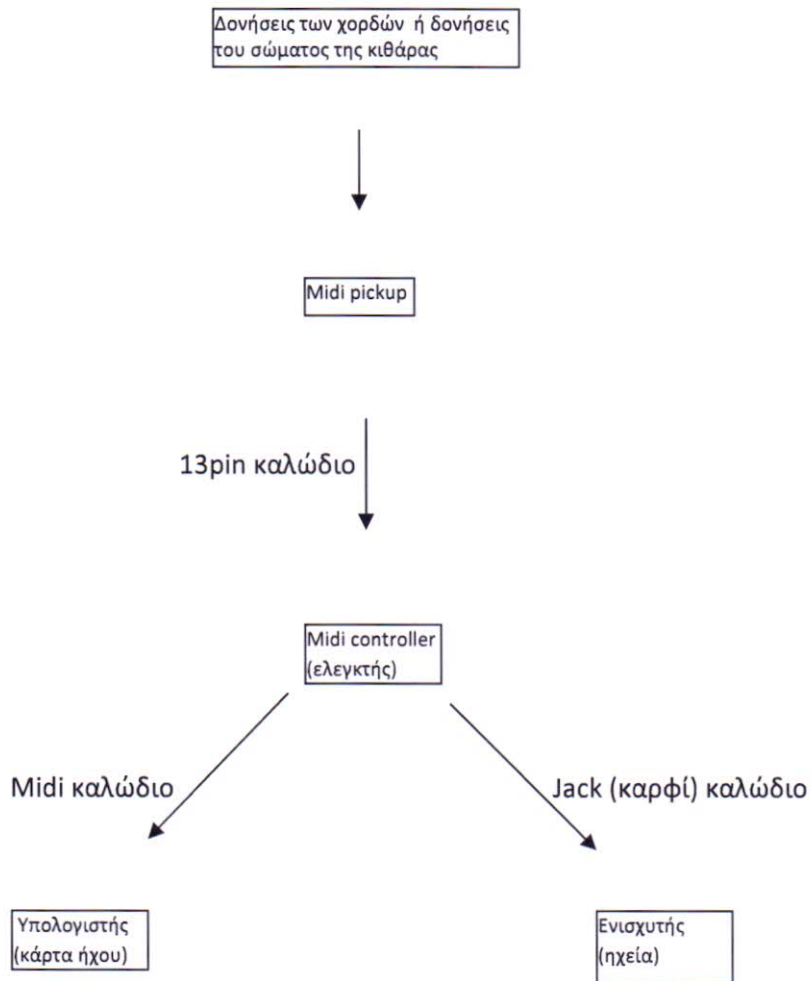 Δονήσεις των χορδών ή δονήσεις
του σώματος της κιθάρας
Midi pickup
13pin καλώδιο
Midi controller
(ελεγκτής)
Midi καλώδιο
Jack (καρφί) καλώδιο
Υπολογιστής
(κάρτα ήχου)
Ενισχυτής
(ηχεία)